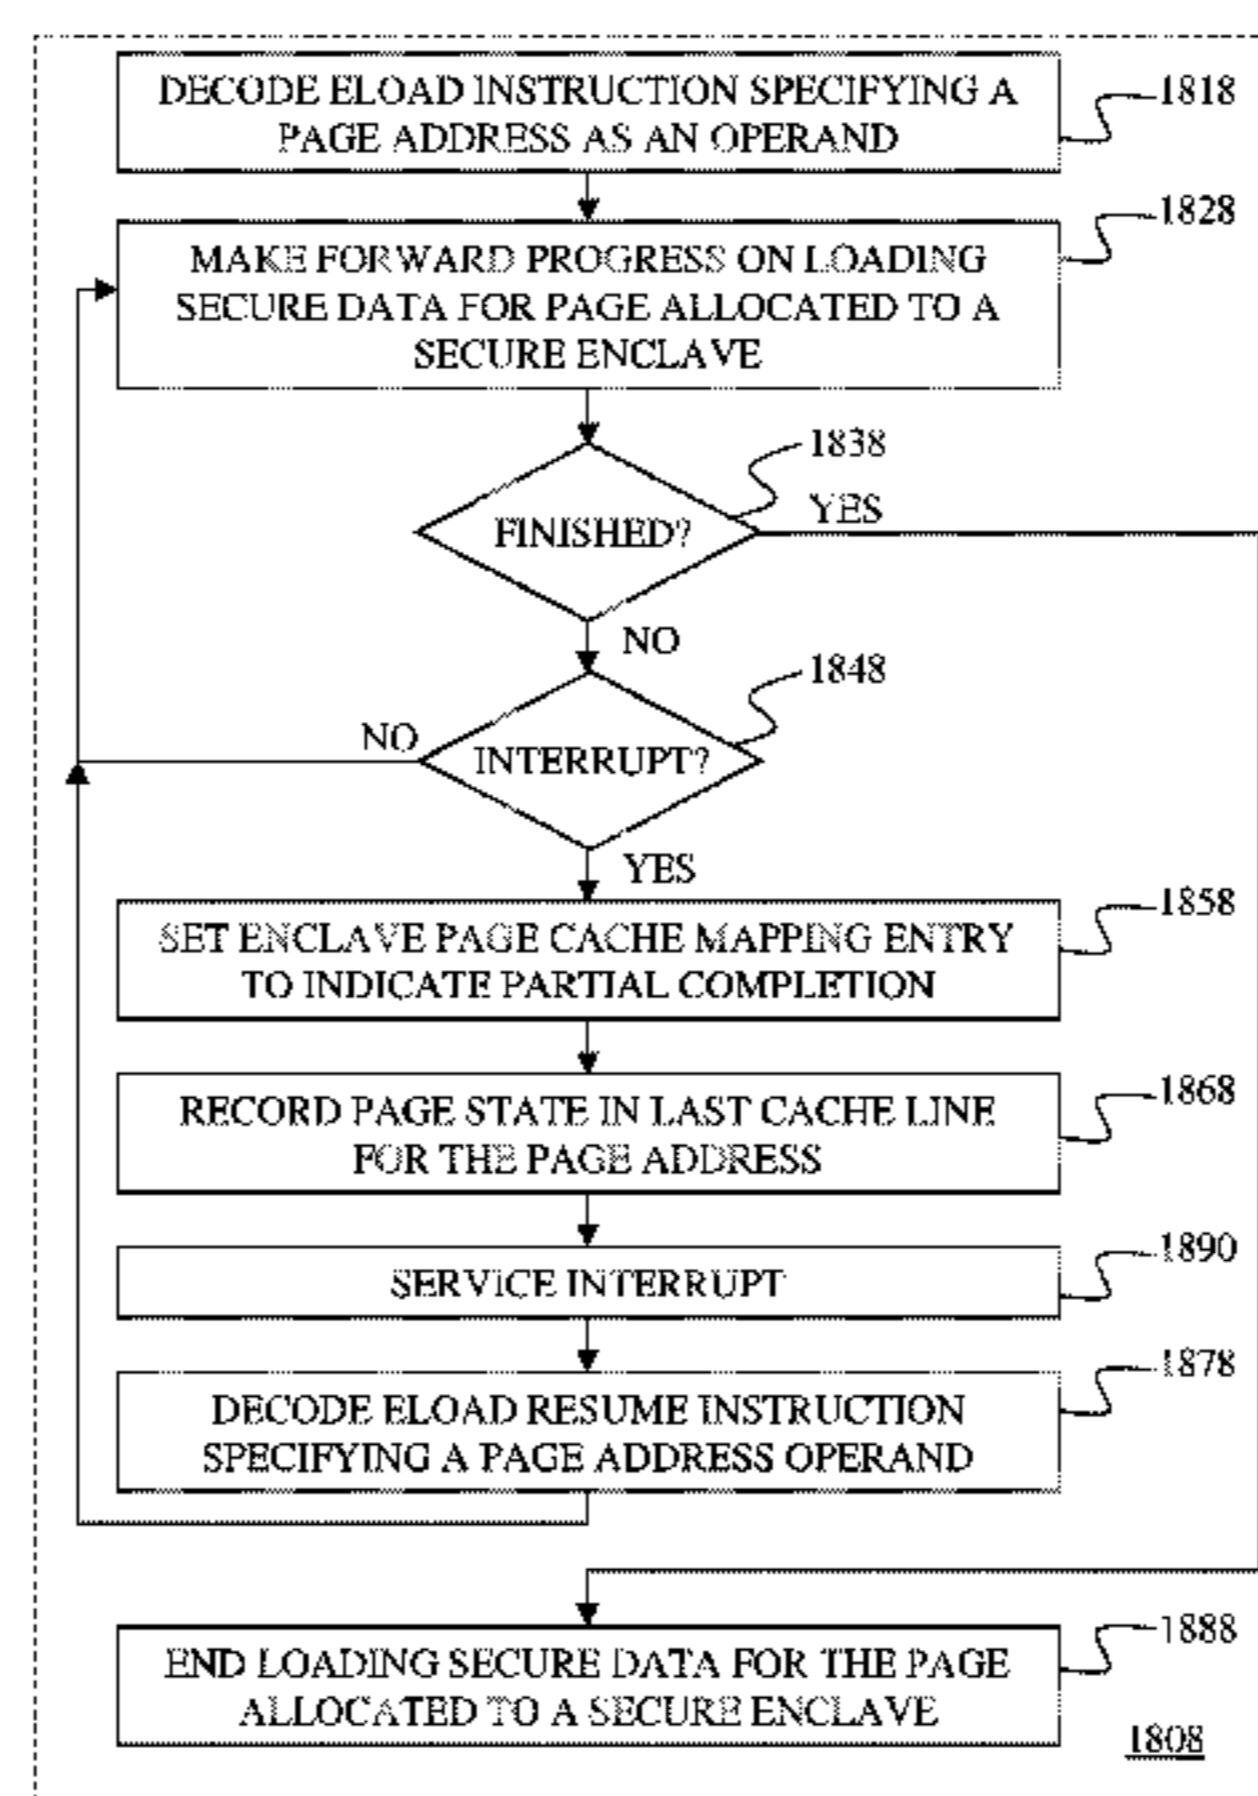 DECODE ELOAD INSTRUCTION SPECIFYING A
PAGE ADDRESS AS AN OPERAND
1818
MAKE FORWARD PROGRESS ON LOADING
SECURE DATA FOR PAGE ALLOCATED TO A
SECURE ENCLAVE
1828
FINISHED?
1838
YES
NO
INTERRUPT?
1848
NO
YES
SET ENCLAVE PAGE CACHE MAPPING ENTRY
TO INDICATE PARTIAL COMPLETION
1858
RECORD PAGE STATE IN LAST CACHE LINE
FOR THE PAGE ADDRESS
1868
SERVICE INTERRUPT
1890
DECODE ELOAD RESUME INSTRUCTION
SPECIFYING A PAGE ADDRESS OPERAND
1878
END LOADING SECURE DATA FOR THE PAGE
ALLOCATED TO A SECURE ENCLAVE
1888
1808